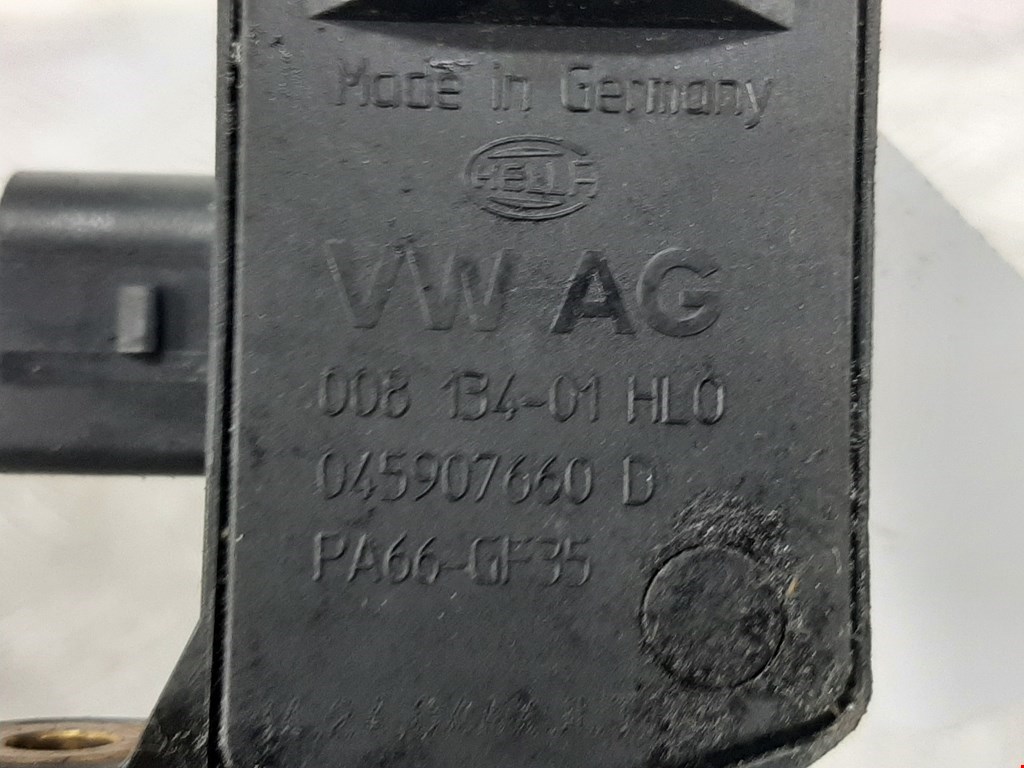 Made in Germany
HELLA
VW AG
008 134-01 HL0
045907660 D
PA66-GF35